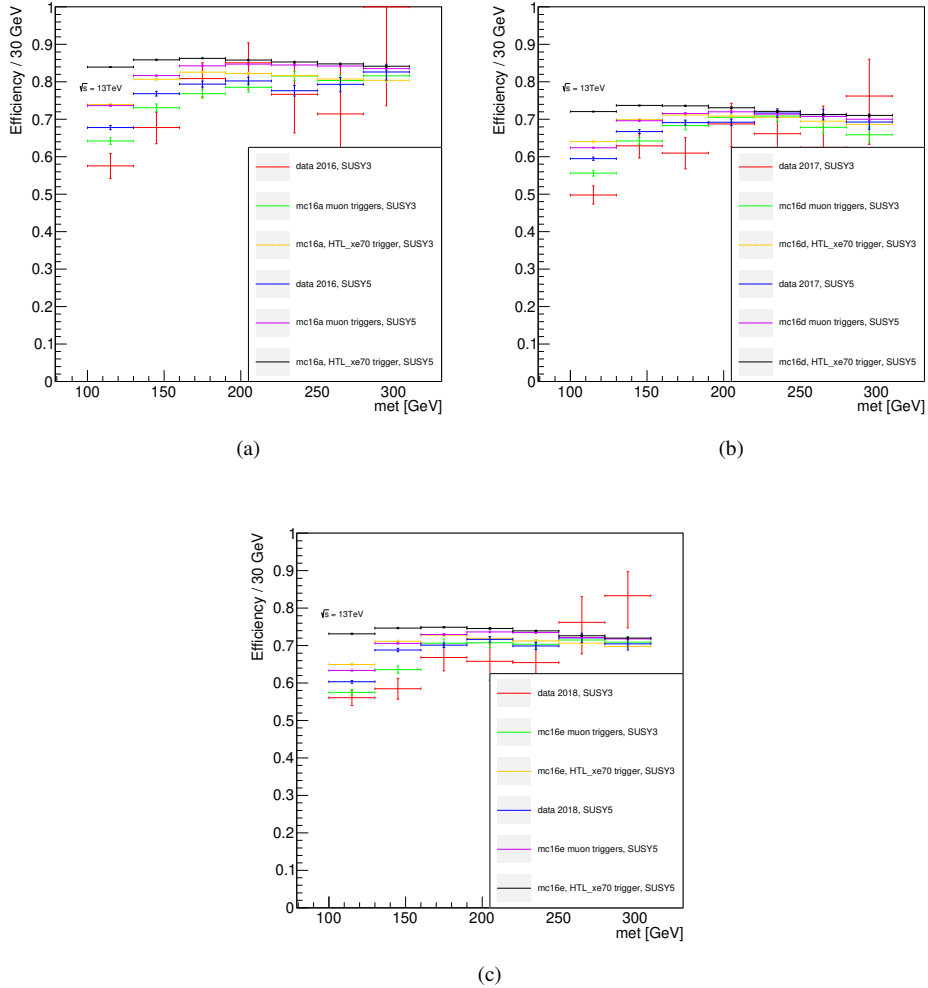 Efficiency / 30 GeV
1
0.9
0.8
0.7
0.6
0.5
0.4
0.3
0.2
0.1
0
√s = 13TeV
data 2016, SUSY3
mc16a muon triggers, SUSY3
mc16a, HTL_xe70 trigger, SUSY3
data 2016, SUSY5
mc16a muon triggers, SUSY5
mc16a, HTL_xe70 trigger, SUSY5
100 150 200 250 300
met [GeV]
(a)
Efficiency / 30 GeV
1
0.9
0.8
0.7
0.6
0.5
0.4
0.3
0.2
0.1
0
√s = 13TeV
data 2017, SUSY3
mc16d muon triggers, SUSY3
mc16d, HTL_xe70 trigger, SUSY3
data 2017, SUSY5
mc16d muon triggers, SUSY5
mc16d, HTL_xe70 trigger, SUSY5
100 150 200 250 300
met [GeV]
(b)
Efficiency / 30 GeV
1
0.9
0.8
0.7
0.6
0.5
0.4
0.3
0.2
0.1
0
√s = 13TeV
data 2018, SUSY3
mc16e muon triggers, SUSY3
mc16e, HTL_xe70 trigger, SUSY3
data 2018, SUSY5
mc16e muon triggers, SUSY5
mc16e, HTL_xe70 trigger, SUSY5
100 150 200 250 300
met [GeV]
(c)